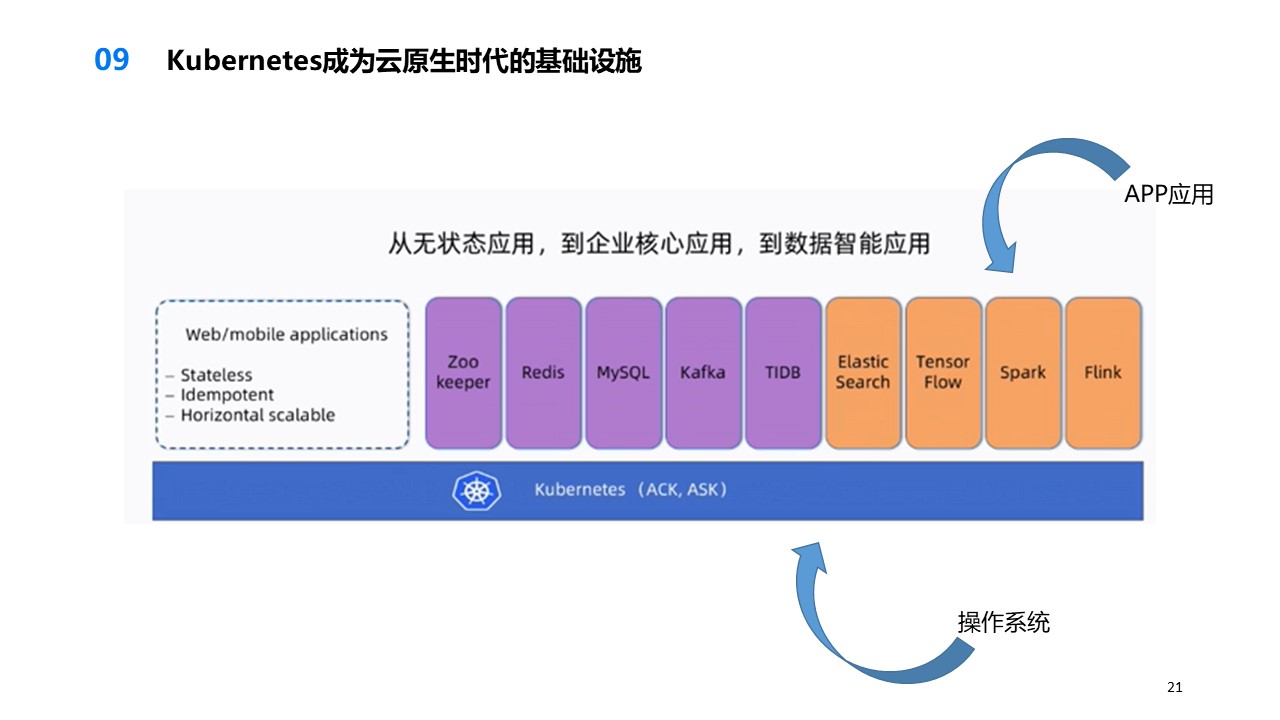 09 Kubernetes成为云原生时代的基础设施
APP应用
从无状态应用，到企业核心应用，到数据智能应用
Web/mobile applications
– Stateless
– Idempotent
– Horizontal scalable
Zoo
keeper
Redis
MySQL
Kafka
TIDB
Elastic
Search
Tensor
Flow
Spark
Flink
Kubernetes（ACK, ASK）
操作系统
21